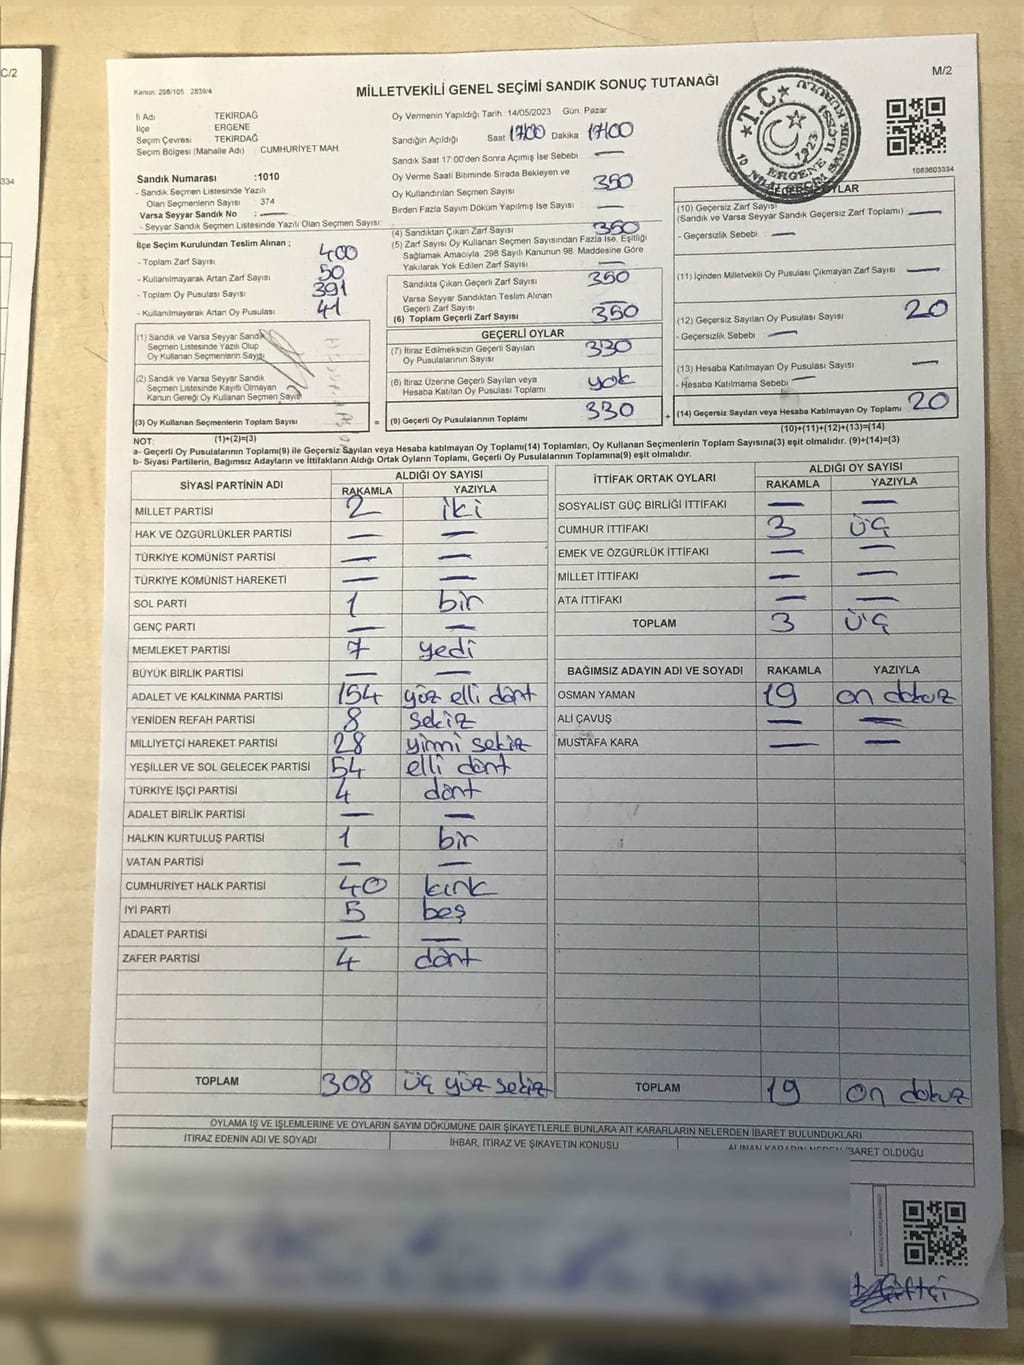 C/2
334
Kanun: 298/105 2839/4
MİLLETVEKİLİ GENEL SEÇİMİ SANDIK SONUÇ TUTANAĞI
M/2
T.C.
1923
ERGENE İLÇESİ
1083603334
İl Adı TEKİRDAĞ
İlçe ERGENE
Seçim Çevresi TEKİRDAĞ
Seçim Bölgesi (Mahalle Adı) CUMHURİYET MAH.
Sandık Numarası :1010
- Sandık Seçmen Listesinde Yazılı
Olan Seçmenlerin Sayısı : 374
Varsa Seyyar Sandık No : —
- Seyyar Sandık Seçmen Listesinde Yazılı Olan Seçmen Sayısı:
İlçe Seçim Kurulundan Teslim Alınan ;
- Toplam Zarf Sayısı 400
- Kullanılmayarak Artan Zarf Sayısı 50
- Toplam Oy Pusulası Sayısı 391
- Kullanılmayarak Artan Oy Pusulası 41
(1) Sandık ve Varsa Seyyar Sandık
Seçmen Listesinde Yazılı Olup
Oy Kullanan Seçmenlerin Sayısı
(2) Sandık ve Varsa Seyyar Sandık
Seçmen Listesinde Kayıtlı Olmayan
Kanun Gereği Oy Kullanan Seçmen Sayısı
(3) Oy Kullanan Seçmenlerin Toplam Sayısı
(1)+(2)=(3)
Oy Vermenin Yapıldığı Tarih: 14/05/2023 Gün: Pazar
Sandığın Açıldığı Saat 17:00 Dakika 17:00
Sandık Saat 17:00'den Sonra Açılmış İse Sebebi —
Oy Verme Saati Bitiminde Sırada Bekleyen ve
Oy Kullandırılan Seçmen Sayısı 350
Birden Fazla Sayım Döküm Yapılmış İse Sayısı —
(4) Sandıktan Çıkan Zarf Sayısı 350
(5) Zarf Sayısı Oy Kullanan Seçmen Sayısından Fazla İse, Eşitliği
Sağlamak Amacıyla, 298 Sayılı Kanunun 98. Maddesine Göre
Yakılarak Yok Edilen Zarf Sayısı —
Sandıkta Çıkan Geçerli Zarf Sayısı 350
Varsa Seyyar Sandıktan Teslim Alınan
Geçerli Zarf Sayısı —
(6) Toplam Geçerli Zarf Sayısı 350
GEÇERLİ OYLAR
(7) İtiraz Edilmeksizin Geçerli Sayılan
Oy Pusulalarının Sayısı 330
(8) İtiraz Üzerine Geçerli Sayılan veya
Hesaba Katılan Oy Pusulası Sayısı yok
= (9) Geçerli Oy Pusulalarının Toplamı 330
GEÇERSİZ OYLAR
(10) Geçersiz Zarf Sayısı
(Sandık ve Varsa Seyyar Sandık Geçersiz Zarf Toplamı) —
- Geçersizlik Sebebi —
(11) İçinden Milletvekili Oy Pusulası Çıkmayan Zarf Sayısı —
(12) Geçersiz Sayılan Oy Pusulası Sayısı 20
- Geçersizlik Sebebi —
(13) Hesaba Katılmayan Oy Pusulası Sayısı —
- Hesaba Katılmama Sebebi —
+ (14) Geçersiz Sayılan veya Hesaba Katılmayan Oy Toplamı 20
(10)+(11)+(12)+(13)=(14)
NOT:
a- Geçerli Oy Pusulalarının Toplamı(9) ile Geçersiz Sayılan veya Hesaba katılmayan Oy Toplamı(14) Toplamları, Oy Kullanan Seçmenlerin Toplam Sayısına(3) eşit olmalıdır. (9)+(14)=(3)
b- Siyasi Partilerin, Bağımsız Adayların ve İttifakların Aldığı Ortak Oyların Toplamı, Geçerli Oy Pusulalarının Toplamına(9) eşit olmalıdır.
SİYASİ PARTİNİN ADI ALDIĞI OY SAYISI
RAKAMLA YAZIYLA
MİLLET PARTİSİ 2 iki
HAK VE ÖZGÜRLÜKLER PARTİSİ — —
TÜRKİYE KOMÜNİST PARTİSİ — —
TÜRKİYE KOMÜNİST HAREKETİ — —
SOL PARTİ 1 bir
GENÇ PARTİ — —
MEMLEKET PARTİSİ 7 yedi
BÜYÜK BİRLİK PARTİSİ — —
ADALET VE KALKINMA PARTİSİ 154 yüz elli dört
YENİDEN REFAH PARTİSİ 8 sekiz
MİLLİYETÇİ HAREKET PARTİSİ 28 yirmi sekiz
YEŞİLLER VE SOL GELECEK PARTİSİ 54 elli dört
TÜRKİYE İŞÇİ PARTİSİ 4 dört
ADALET BİRLİK PARTİSİ — —
HALKIN KURTULUŞ PARTİSİ 1 bir
VATAN PARTİSİ — —
CUMHURİYET HALK PARTİSİ 40 kırk
İYİ PARTİ 5 beş
ADALET PARTİSİ — —
ZAFER PARTİSİ 4 dört
TOPLAM 308 üç yüz sekiz
İTTİFAK ORTAK OYLARI ALDIĞI OY SAYISI
RAKAMLA YAZIYLA
SOSYALİST GÜÇ BİRLİĞİ İTTİFAKI — —
CUMHUR İTTİFAKI 3 üç
EMEK VE ÖZGÜRLÜK İTTİFAKI — —
MİLLET İTTİFAKI — —
ATA İTTİFAKI — —
TOPLAM 3 üç
BAĞIMSIZ ADAYIN ADI VE SOYADI RAKAMLA YAZIYLA
OSMAN YAMAN 19 on dokuz
ALİ ÇAVUŞ — —
MUSTAFA KARA — —
TOPLAM 19 on dokuz
OYLAMA İŞ VE İŞLEMLERİNE VE OYLARIN SAYIM DÖKÜMÜNE DAİR ŞİKAYETLERLE BUNLARA AİT KARARLARIN NELERDEN İBARET BULUNDUKLARI
İTİRAZ EDENİN ADI VE SOYADI İHBAR, İTİRAZ VE ŞİKAYETİN KONUSU ALINAN KARARIN NEDEN İBARET OLDUĞU
Çiftçi